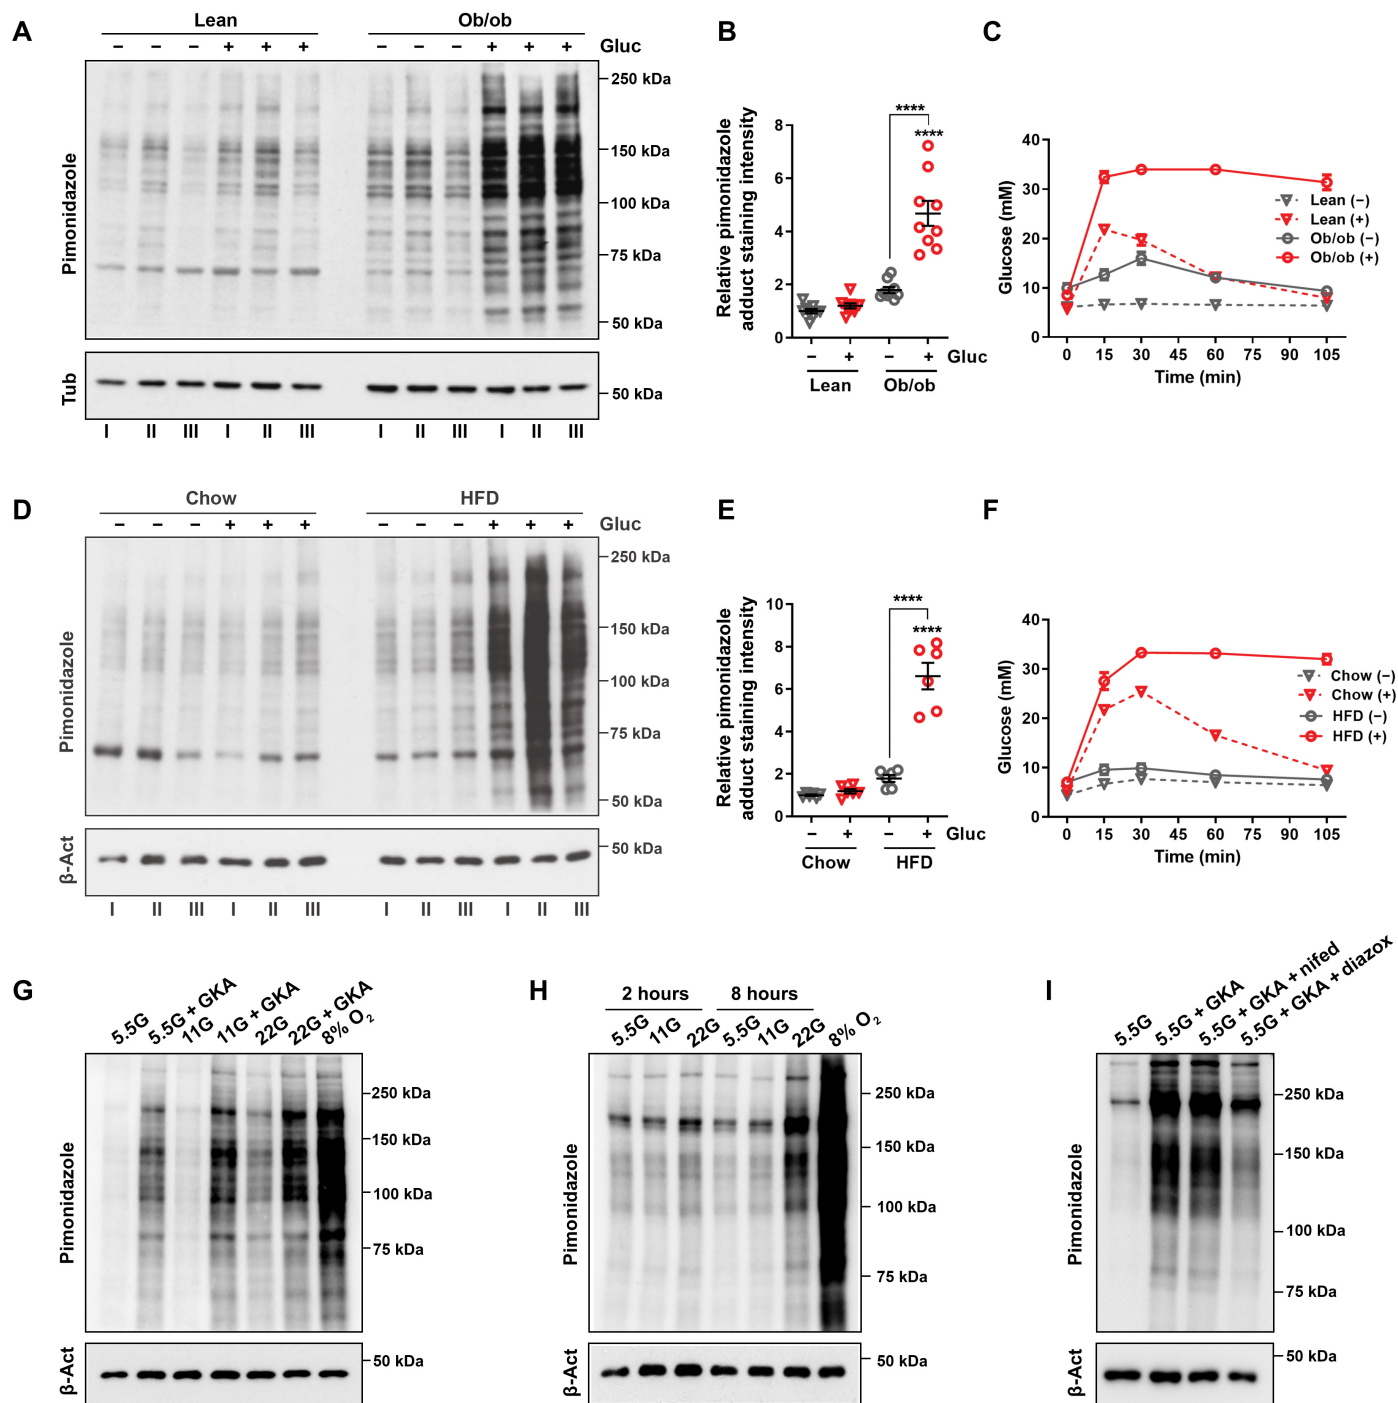 A
Lean
Ob/ob
– – – + + + – – – + + + Gluc
Pimonidazole
250 kDa
150 kDa
100 kDa
75 kDa
50 kDa
Tub
50 kDa
I II III I II III I II III I II III
B
Relative pimonidazole
adduct staining intensity
8
6
4
2
0
****
****
– + – + Gluc
Lean
Ob/ob
C
Glucose (mM)
40
30
20
10
0
0 15 30 45 60 75 90 105
Time (min)
Lean (–)
Lean (+)
Ob/ob (–)
Ob/ob (+)
D
Chow
HFD
– – – + + + – – – + + + Gluc
Pimonidazole
250 kDa
150 kDa
100 kDa
75 kDa
50 kDa
β-Act
50 kDa
I II III I II III I II III I II III
E
Relative pimonidazole
adduct staining intensity
10
8
6
4
2
0
****
****
– + – + Gluc
Chow
HFD
F
Glucose (mM)
40
30
20
10
0
0 15 30 45 60 75 90 105
Time (min)
Chow (–)
Chow (+)
HFD (–)
HFD (+)
G
5.5G
5.5G + GKA
11G
11G + GKA
22G
22G + GKA
8% O₂
Pimonidazole
250 kDa
150 kDa
100 kDa
75 kDa
β-Act
50 kDa
H
2 hours
8 hours
5.5G
11G
22G
5.5G
11G
22G
8% O₂
Pimonidazole
250 kDa
150 kDa
100 kDa
75 kDa
β-Act
50 kDa
I
5.5G
5.5G + GKA
5.5G + GKA + nifed
5.5G + GKA + diazox
Pimonidazole
250 kDa
150 kDa
100 kDa
75 kDa
β-Act
50 kDa